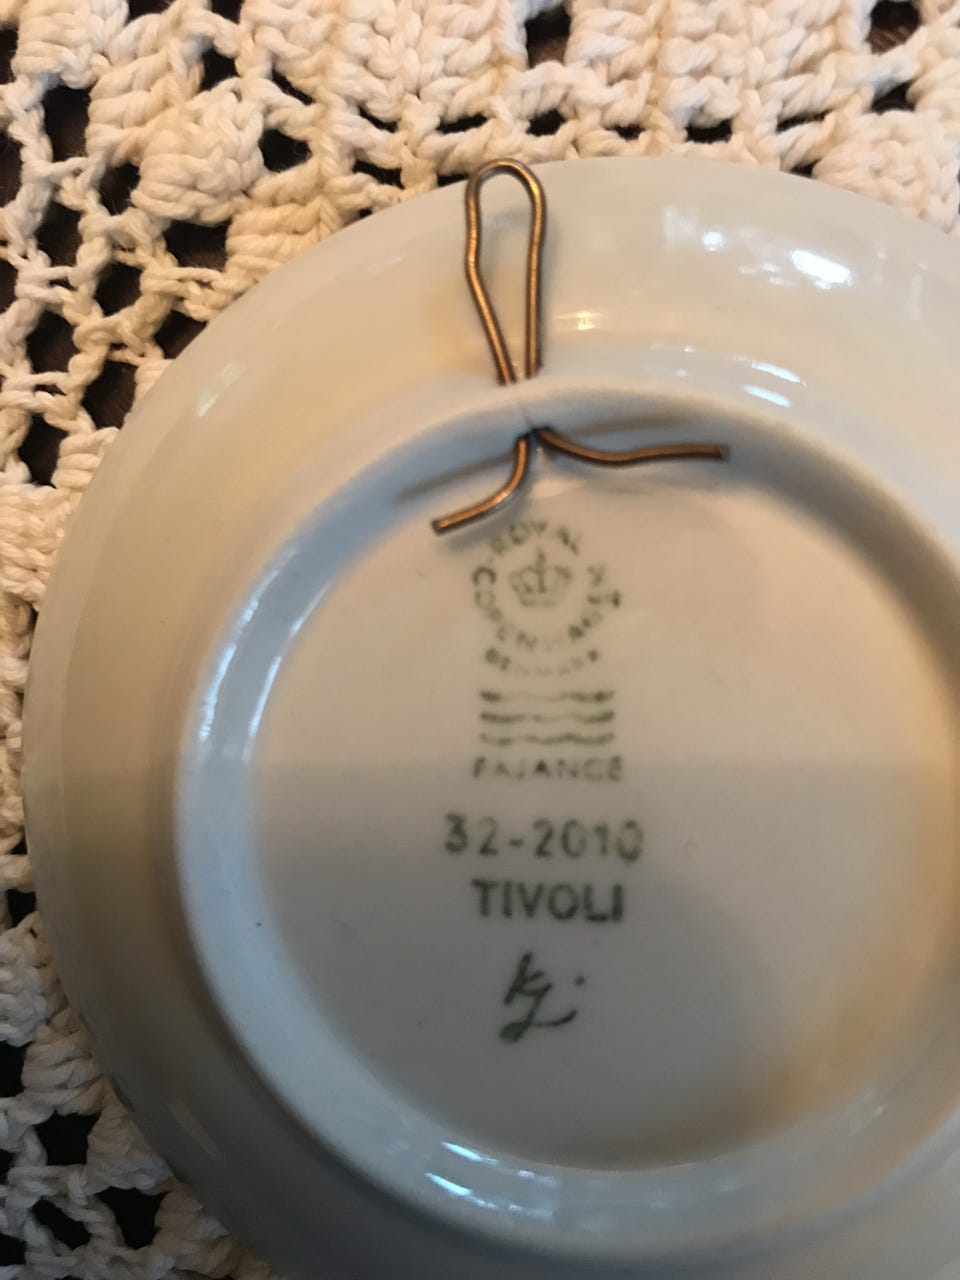 ROYAL
COPENHAGEN
DENMARK
FAJANCE
32-2010
TIVOLI